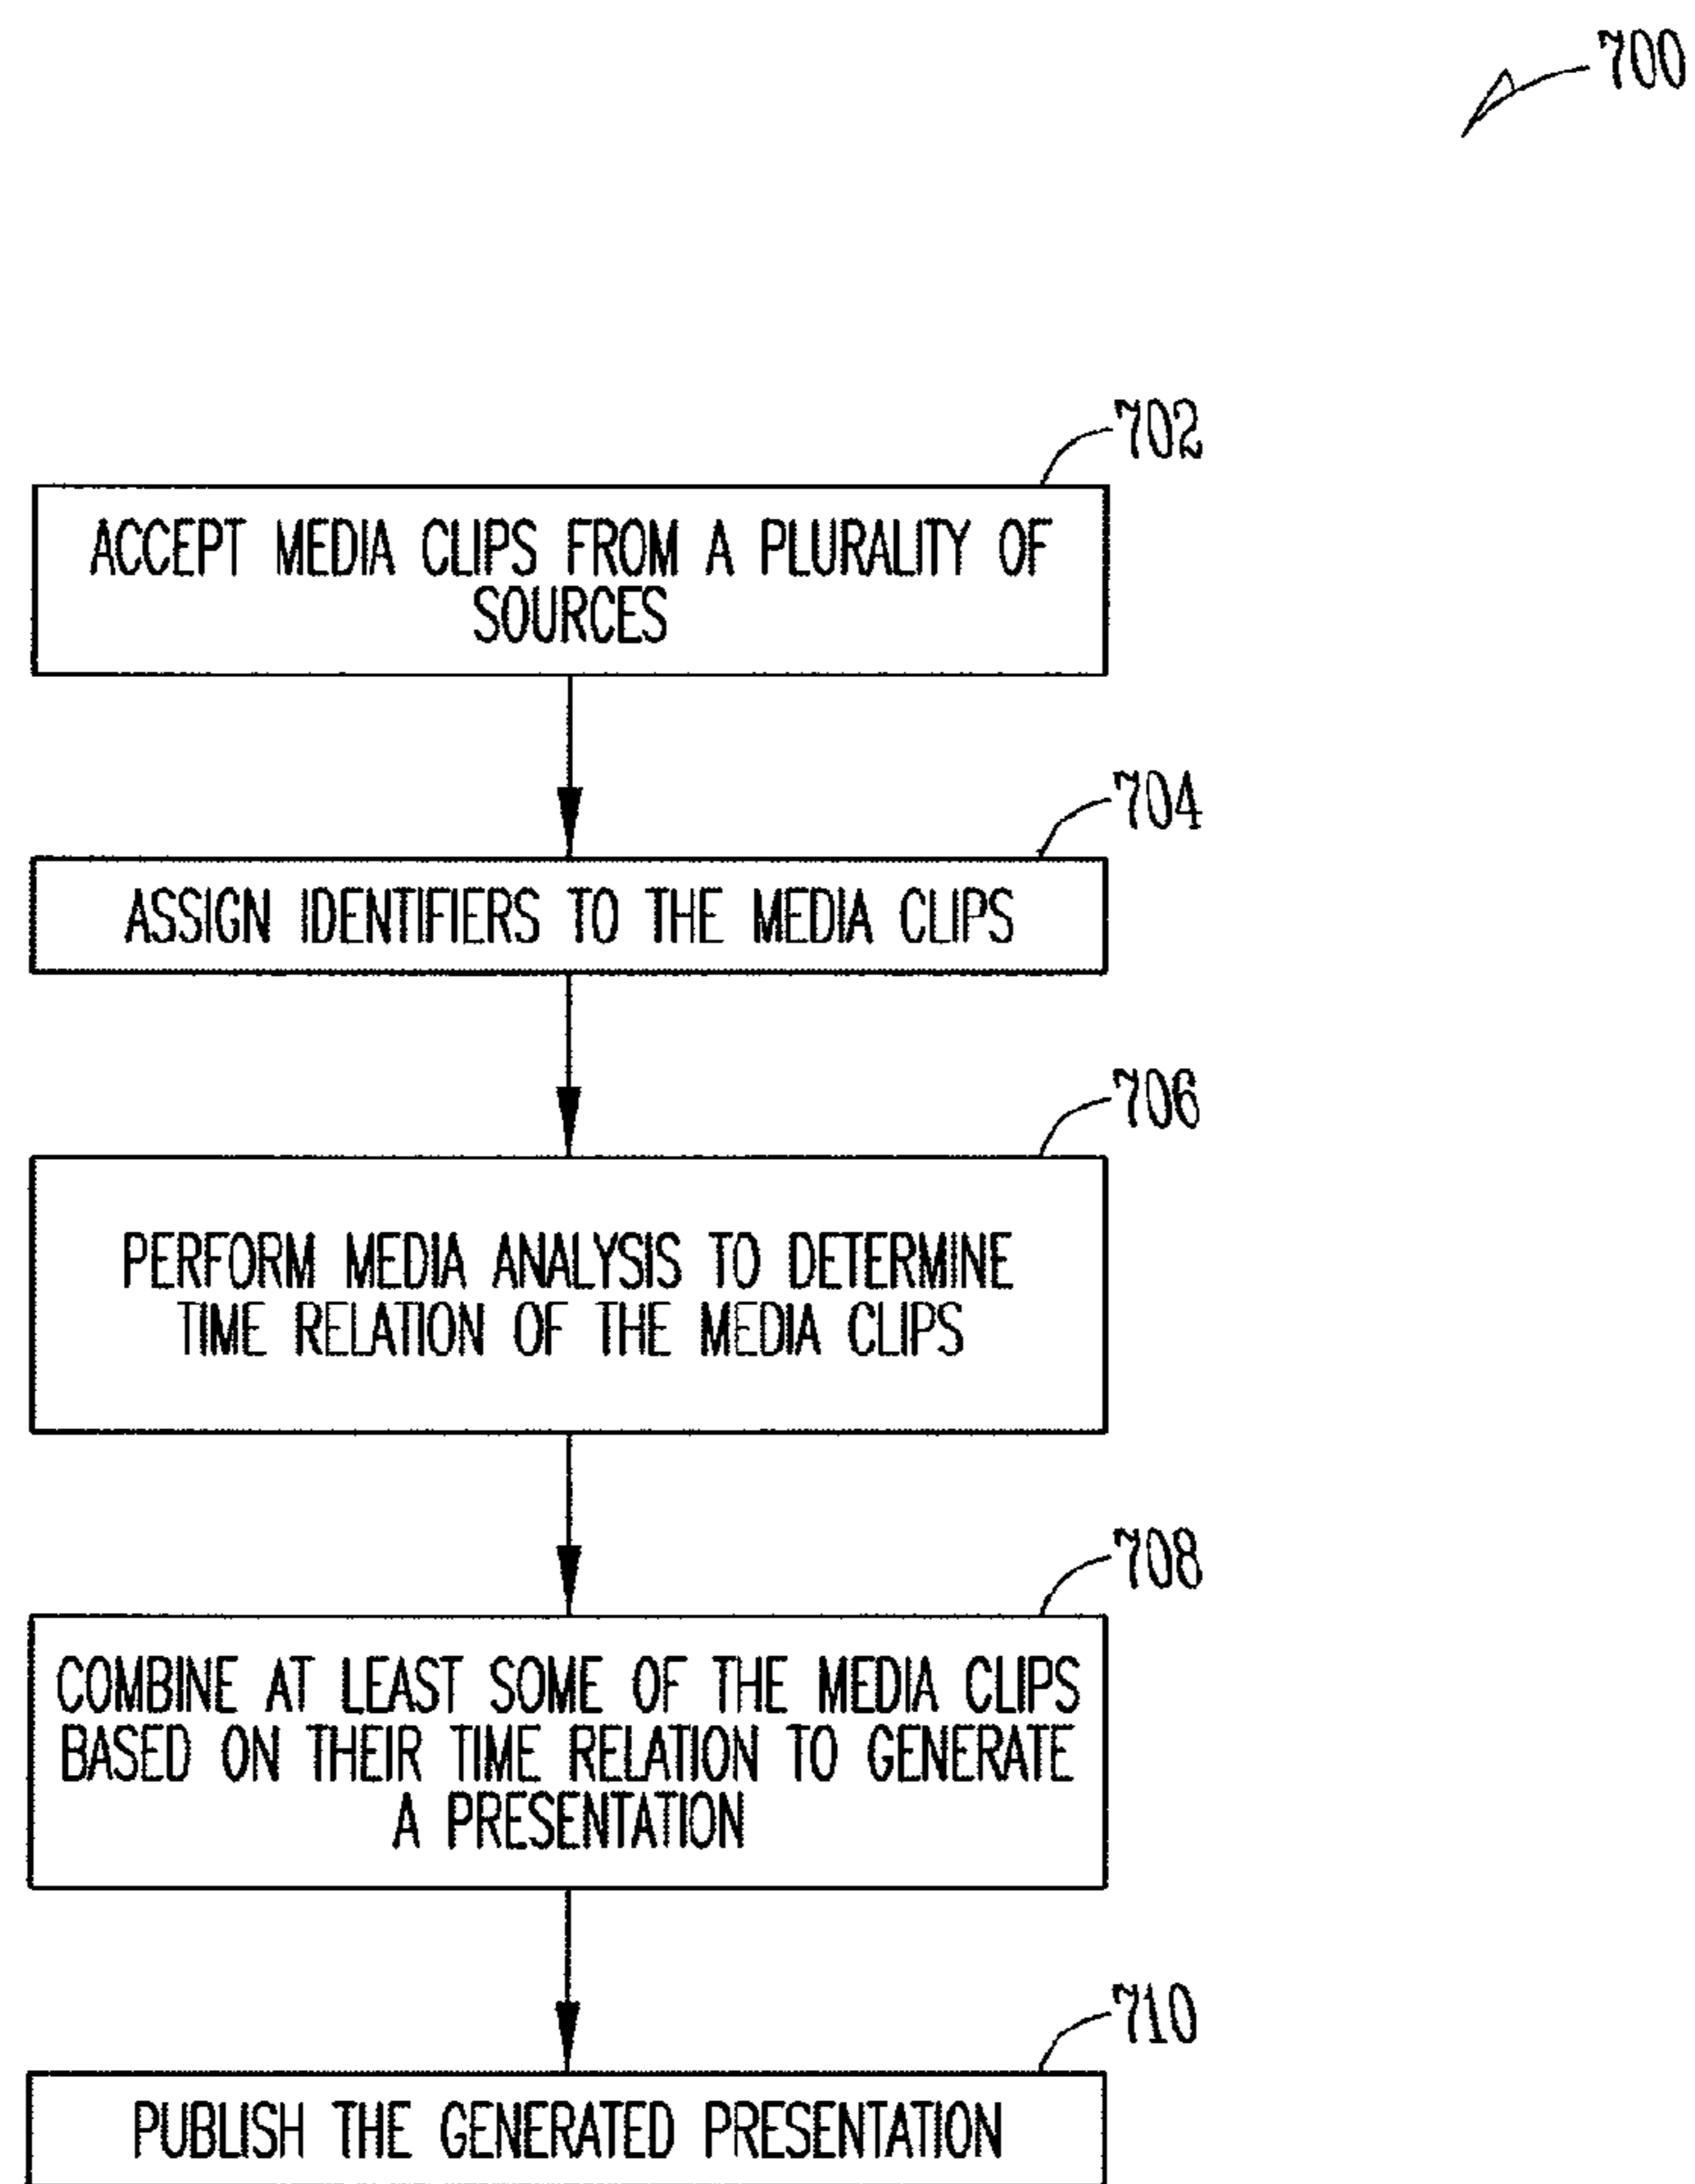 700
702
ACCEPT MEDIA CLIPS FROM A PLURALITY OF
SOURCES
704
ASSIGN IDENTIFIERS TO THE MEDIA CLIPS
706
PERFORM MEDIA ANALYSIS TO DETERMINE
TIME RELATION OF THE MEDIA CLIPS
708
COMBINE AT LEAST SOME OF THE MEDIA CLIPS
BASED ON THEIR TIME RELATION TO GENERATE
A PRESENTATION
710
PUBLISH THE GENERATED PRESENTATION